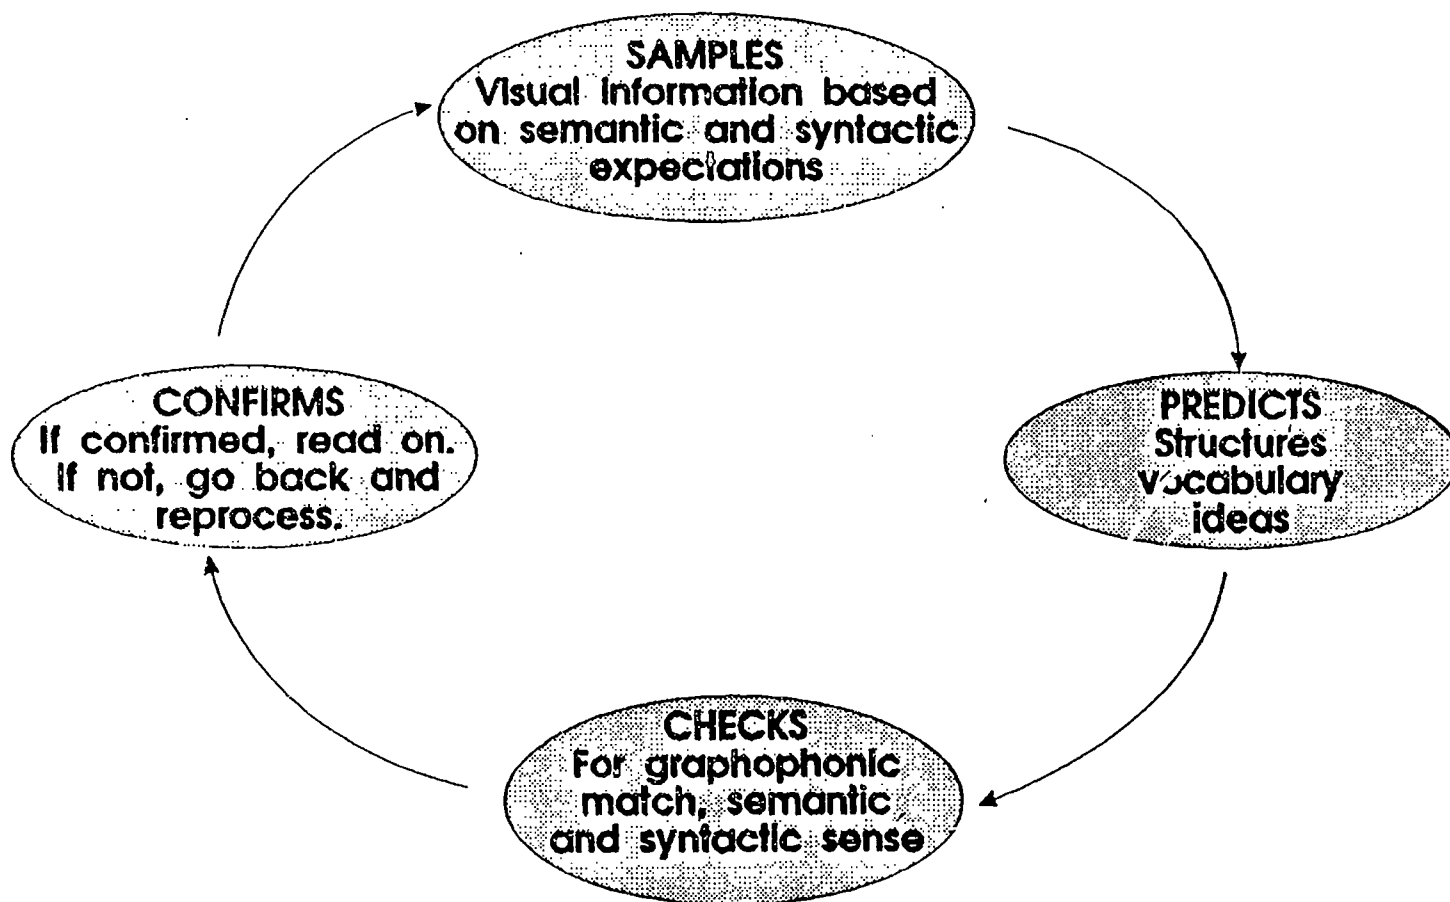 SAMPLES
Visual Information based
on semantic and syntactic
expectations
PREDICTS
Structures
vocabulary
ideas
CHECKS
For graphophonic
match, semantic
and syntactic sense
CONFIRMS
If confirmed, read on.
If not, go back and
reprocess.